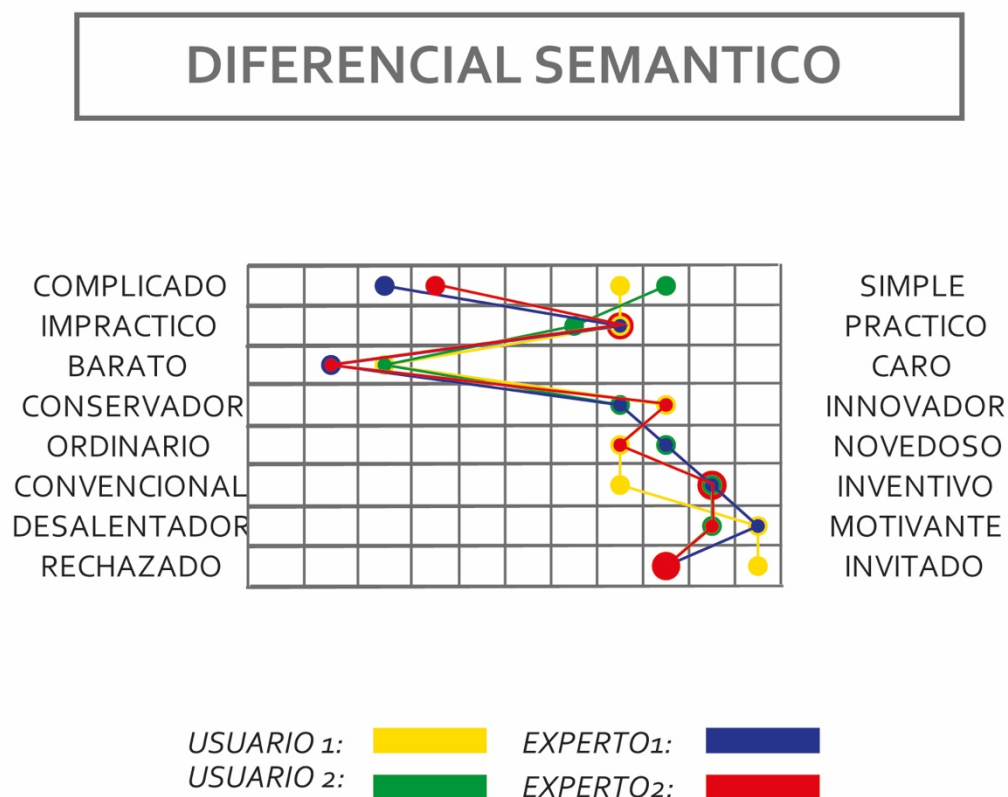 DIFERENCIAL SEMANTICO
COMPLICADO SIMPLE
IMPRACTICO PRACTICO
BARATO CARO
CONSERVADOR INNOVADOR
ORDINARIO NOVEDOSO
CONVENCIONAL INVENTIVO
DESALENTADOR MOTIVANTE
RECHAZADO INVITADO
USUARIO 1: EXPERTO1:
USUARIO 2: EXPERTO2: